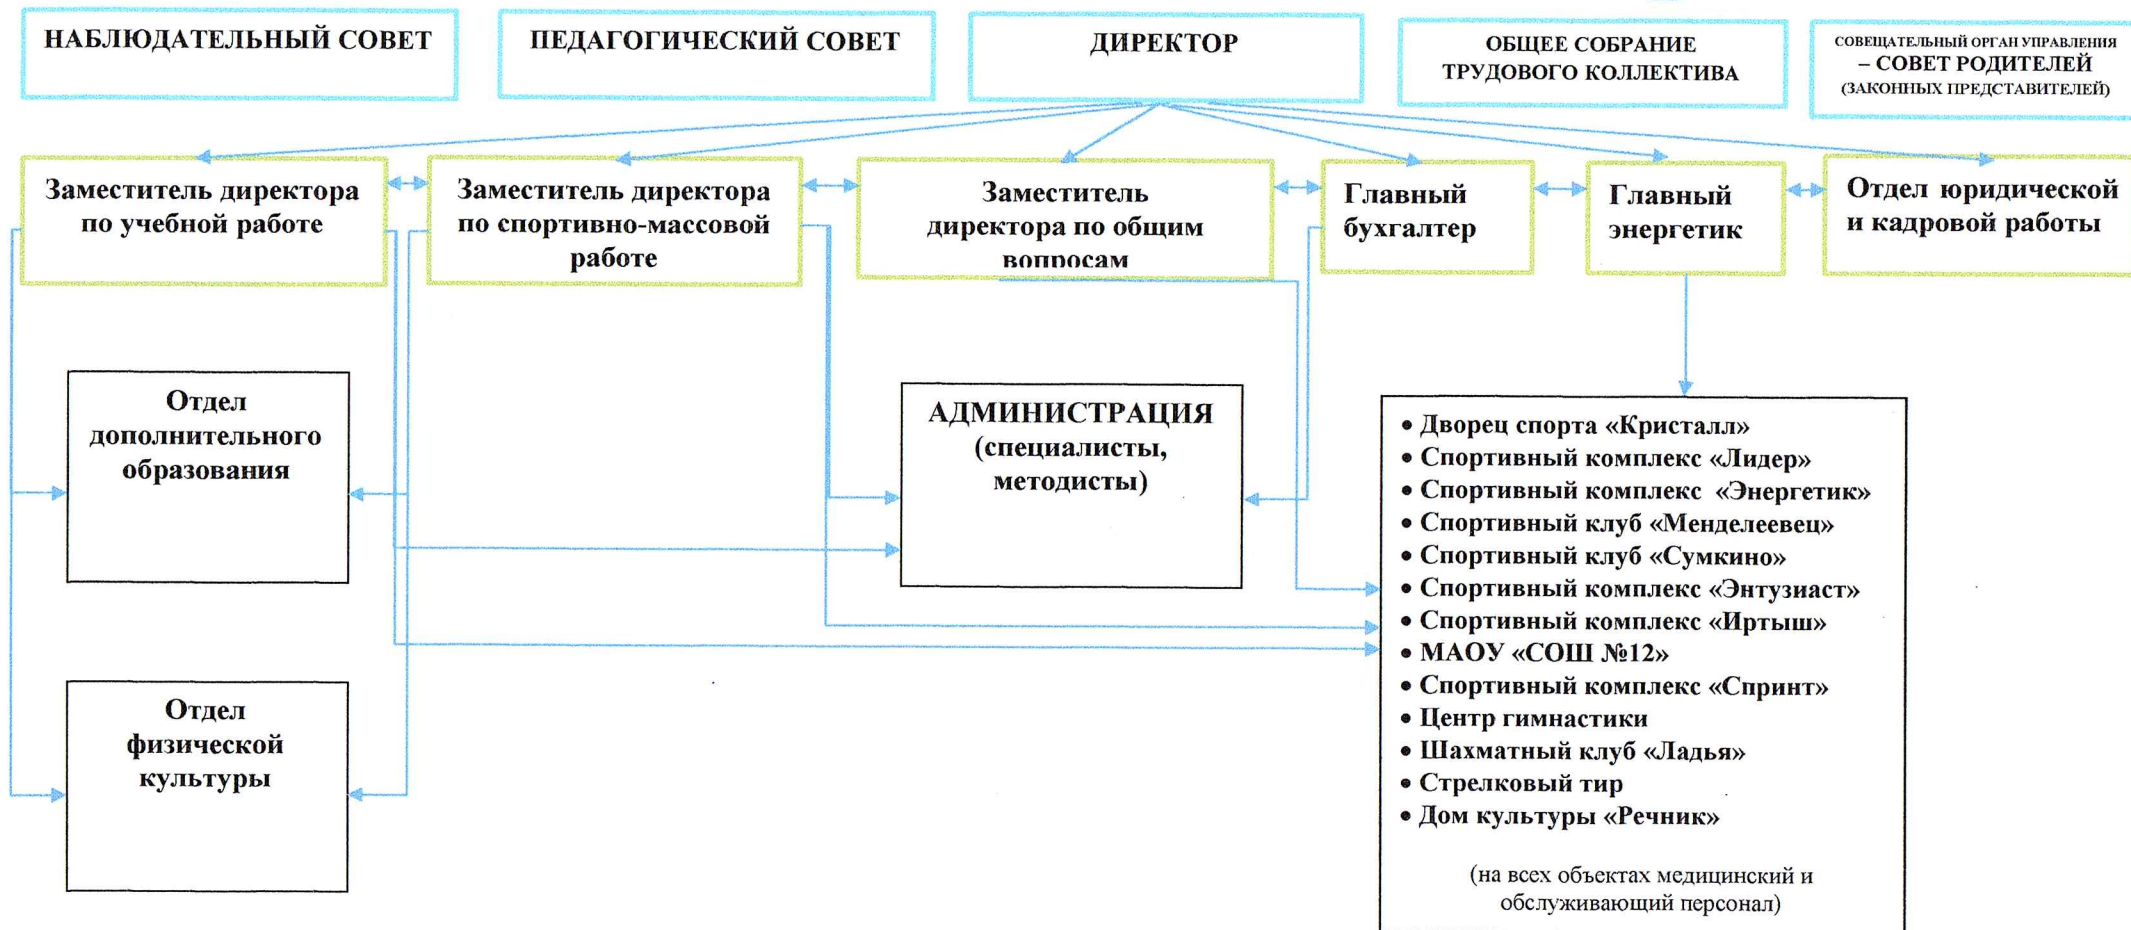 НАБЛЮДАТЕЛЬНЫЙ СОВЕТ
ПЕДАГОГИЧЕСКИЙ СОВЕТ
ДИРЕКТОР
ОБЩЕЕ СОБРАНИЕ
ТРУДОВОГО КОЛЛЕКТИВА
СОВЕЩАТЕЛЬНЫЙ ОРГАН УПРАВЛЕНИЯ
– СОВЕТ РОДИТЕЛЕЙ
(ЗАКОННЫХ ПРЕДСТАВИТЕЛЕЙ)
Заместитель директора
по учебной работе
Заместитель директора
по спортивно-массовой
работе
Заместитель
директора по общим
вопросам
Главный
бухгалтер
Главный
энергетик
Отдел юридической
и кадровой работы
Отдел
дополнительного
образования
АДМИНИСТРАЦИЯ
(специалисты,
методисты)
• Дворец спорта «Кристалл»
• Спортивный комплекс «Лидер»
• Спортивный комплекс «Энергетик»
• Спортивный клуб «Менделеевец»
• Спортивный клуб «Сумкино»
• Спортивный комплекс «Энтузиаст»
• Спортивный комплекс «Иртыш»
• МАОУ «СОШ №12»
• Спортивный комплекс «Спринт»
• Центр гимнастики
• Шахматный клуб «Ладья»
• Стрелковый тир
• Дом культуры «Речник»
(на всех объектах медицинский и
обслуживающий персонал)
Отдел
физической
культуры